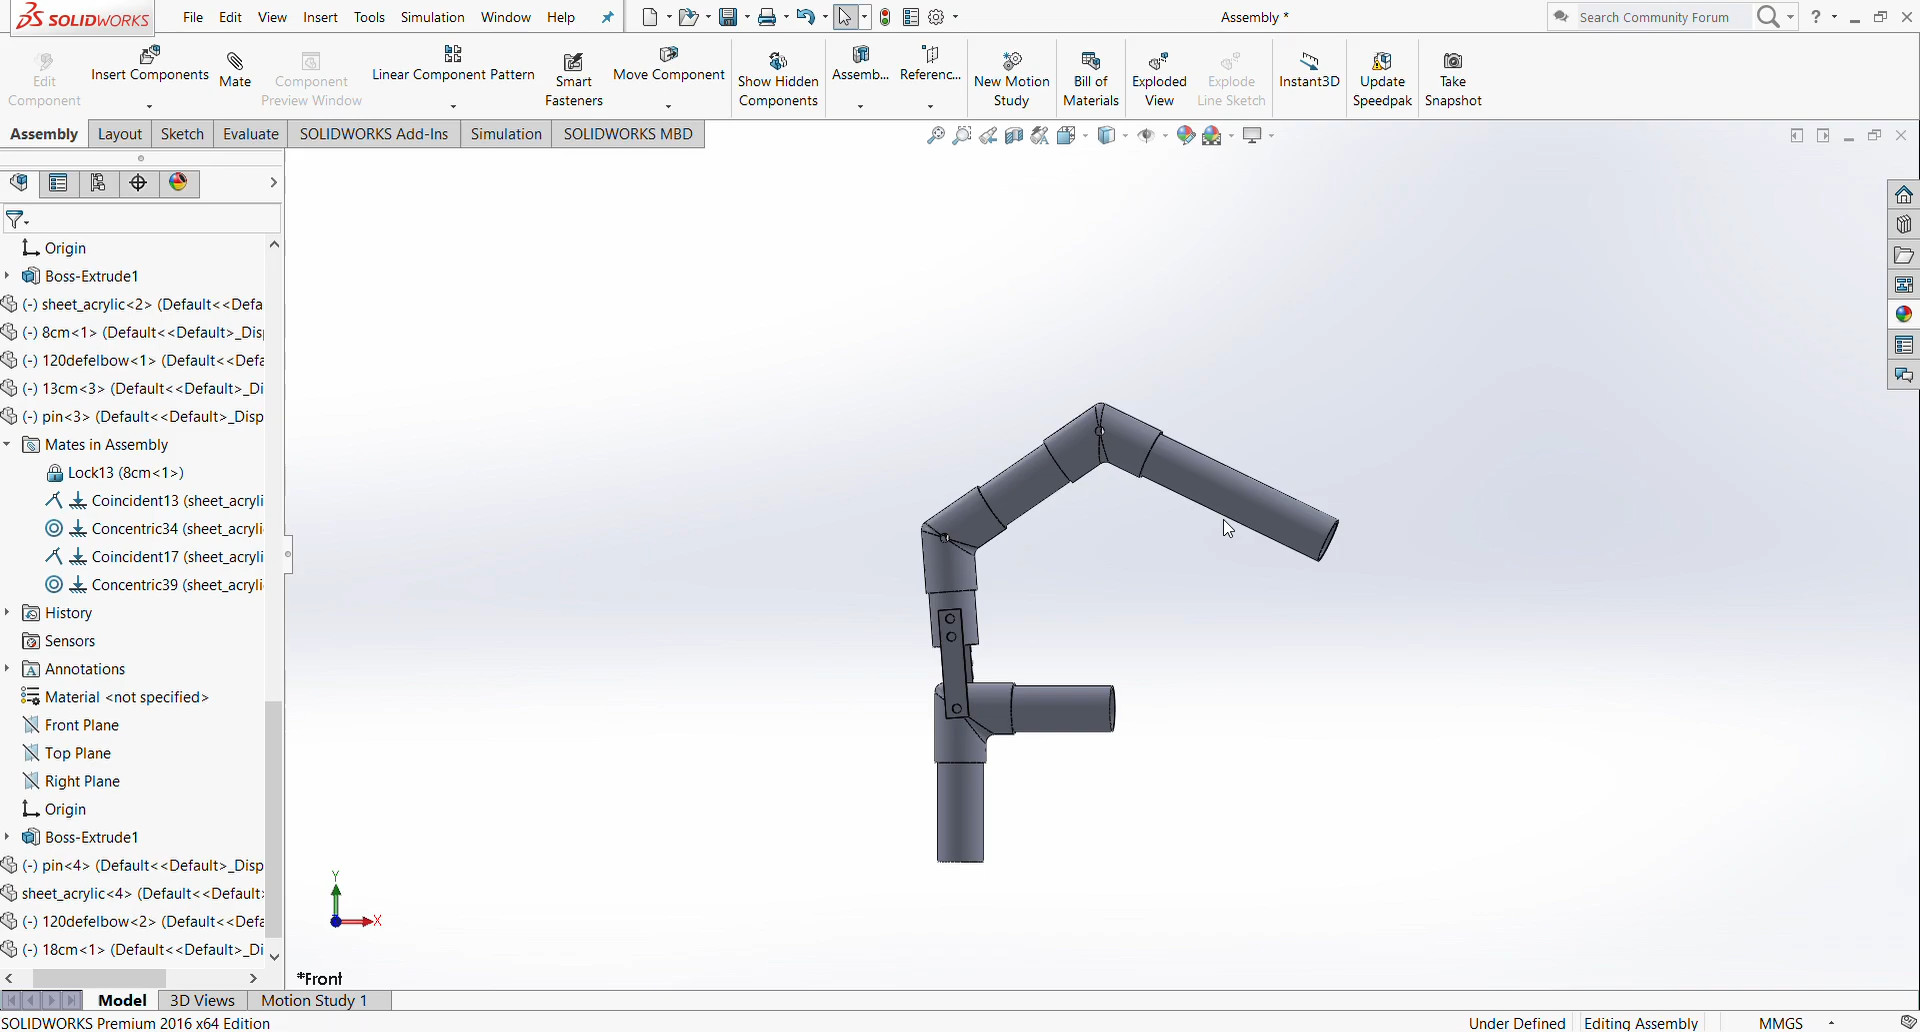 SOLIDWORKS File Edit View Insert Tools Simulation Window Help Assembly * Search Community Forum ?
Edit Component
Insert Components
Mate
Component Preview Window
Linear Component Pattern
Smart Fasteners
Move Component
Show Hidden Components
Assemb...
Referenc...
New Motion Study
Bill of Materials
Exploded View
Explode Line Sketch
Instant3D
Update Speedpak
Take Snapshot
Assembly Layout Sketch Evaluate SOLIDWORKS Add-Ins Simulation SOLIDWORKS MBD
Origin
Boss-Extrude1
(-) sheet_acrylic<2> (Default<<Defa
(-) 8cm<1> (Default<<Default>_Dis
(-) 120defelbow<1> (Default<<Defa
(-) 13cm<3> (Default<<Default>_Di
(-) pin<3> (Default<<Default>_Disp
Mates in Assembly
Lock13 (8cm<1>)
Coincident13 (sheet_acryli
Concentric34 (sheet_acryli
Coincident17 (sheet_acryli
Concentric39 (sheet_acryli
History
Sensors
Annotations
Material <not specified>
Front Plane
Top Plane
Right Plane
Origin
Boss-Extrude1
(-) pin<4> (Default<<Default>_Disp
sheet_acrylic<4> (Default<<Default>
(-) 120defelbow<2> (Default<<Defa
(-) 18cm<1> (Default<<Default>_Di
Y
X
*Front
Model 3D Views Motion Study 1
SOLIDWORKS Premium 2016 x64 Edition Under Defined Editing Assembly MMGS